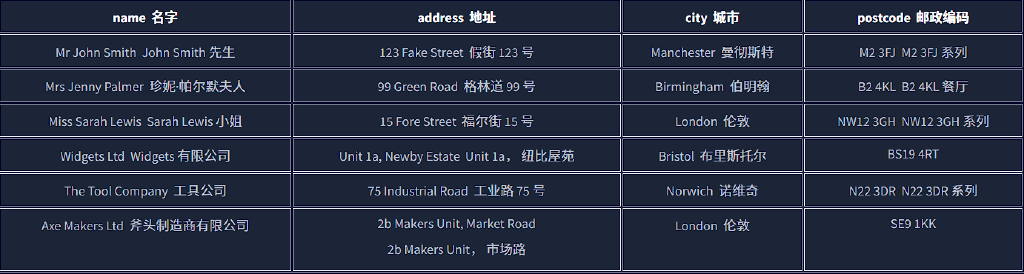 name 名字 address 地址 city 城市 postcode 邮政编码
Mr John Smith John Smith 先生 123 Fake Street 假街 123 号 Manchester 曼彻斯特 M2 3FJ M2 3FJ 系列
Mrs Jenny Palmer 珍妮·帕尔默夫人 99 Green Road 格林道 99 号 Birmingham 伯明翰 B2 4KL B2 4KL 餐厅
Miss Sarah Lewis Sarah Lewis 小姐 15 Fore Street 福尔街 15 号 London 伦敦 NW12 3GH NW12 3GH 系列
Widgets Ltd Widgets 有限公司 Unit 1a, Newby Estate Unit 1a， 纽比屋苑 Bristol 布里斯托尔 BS19 4RT
The Tool Company 工具公司 75 Industrial Road 工业路 75 号 Norwich 诺维奇 N22 3DR N22 3DR 系列
Axe Makers Ltd 斧头制造商有限公司 2b Makers Unit, Market Road London 伦敦 SE9 1KK
2b Makers Unit， 市场路